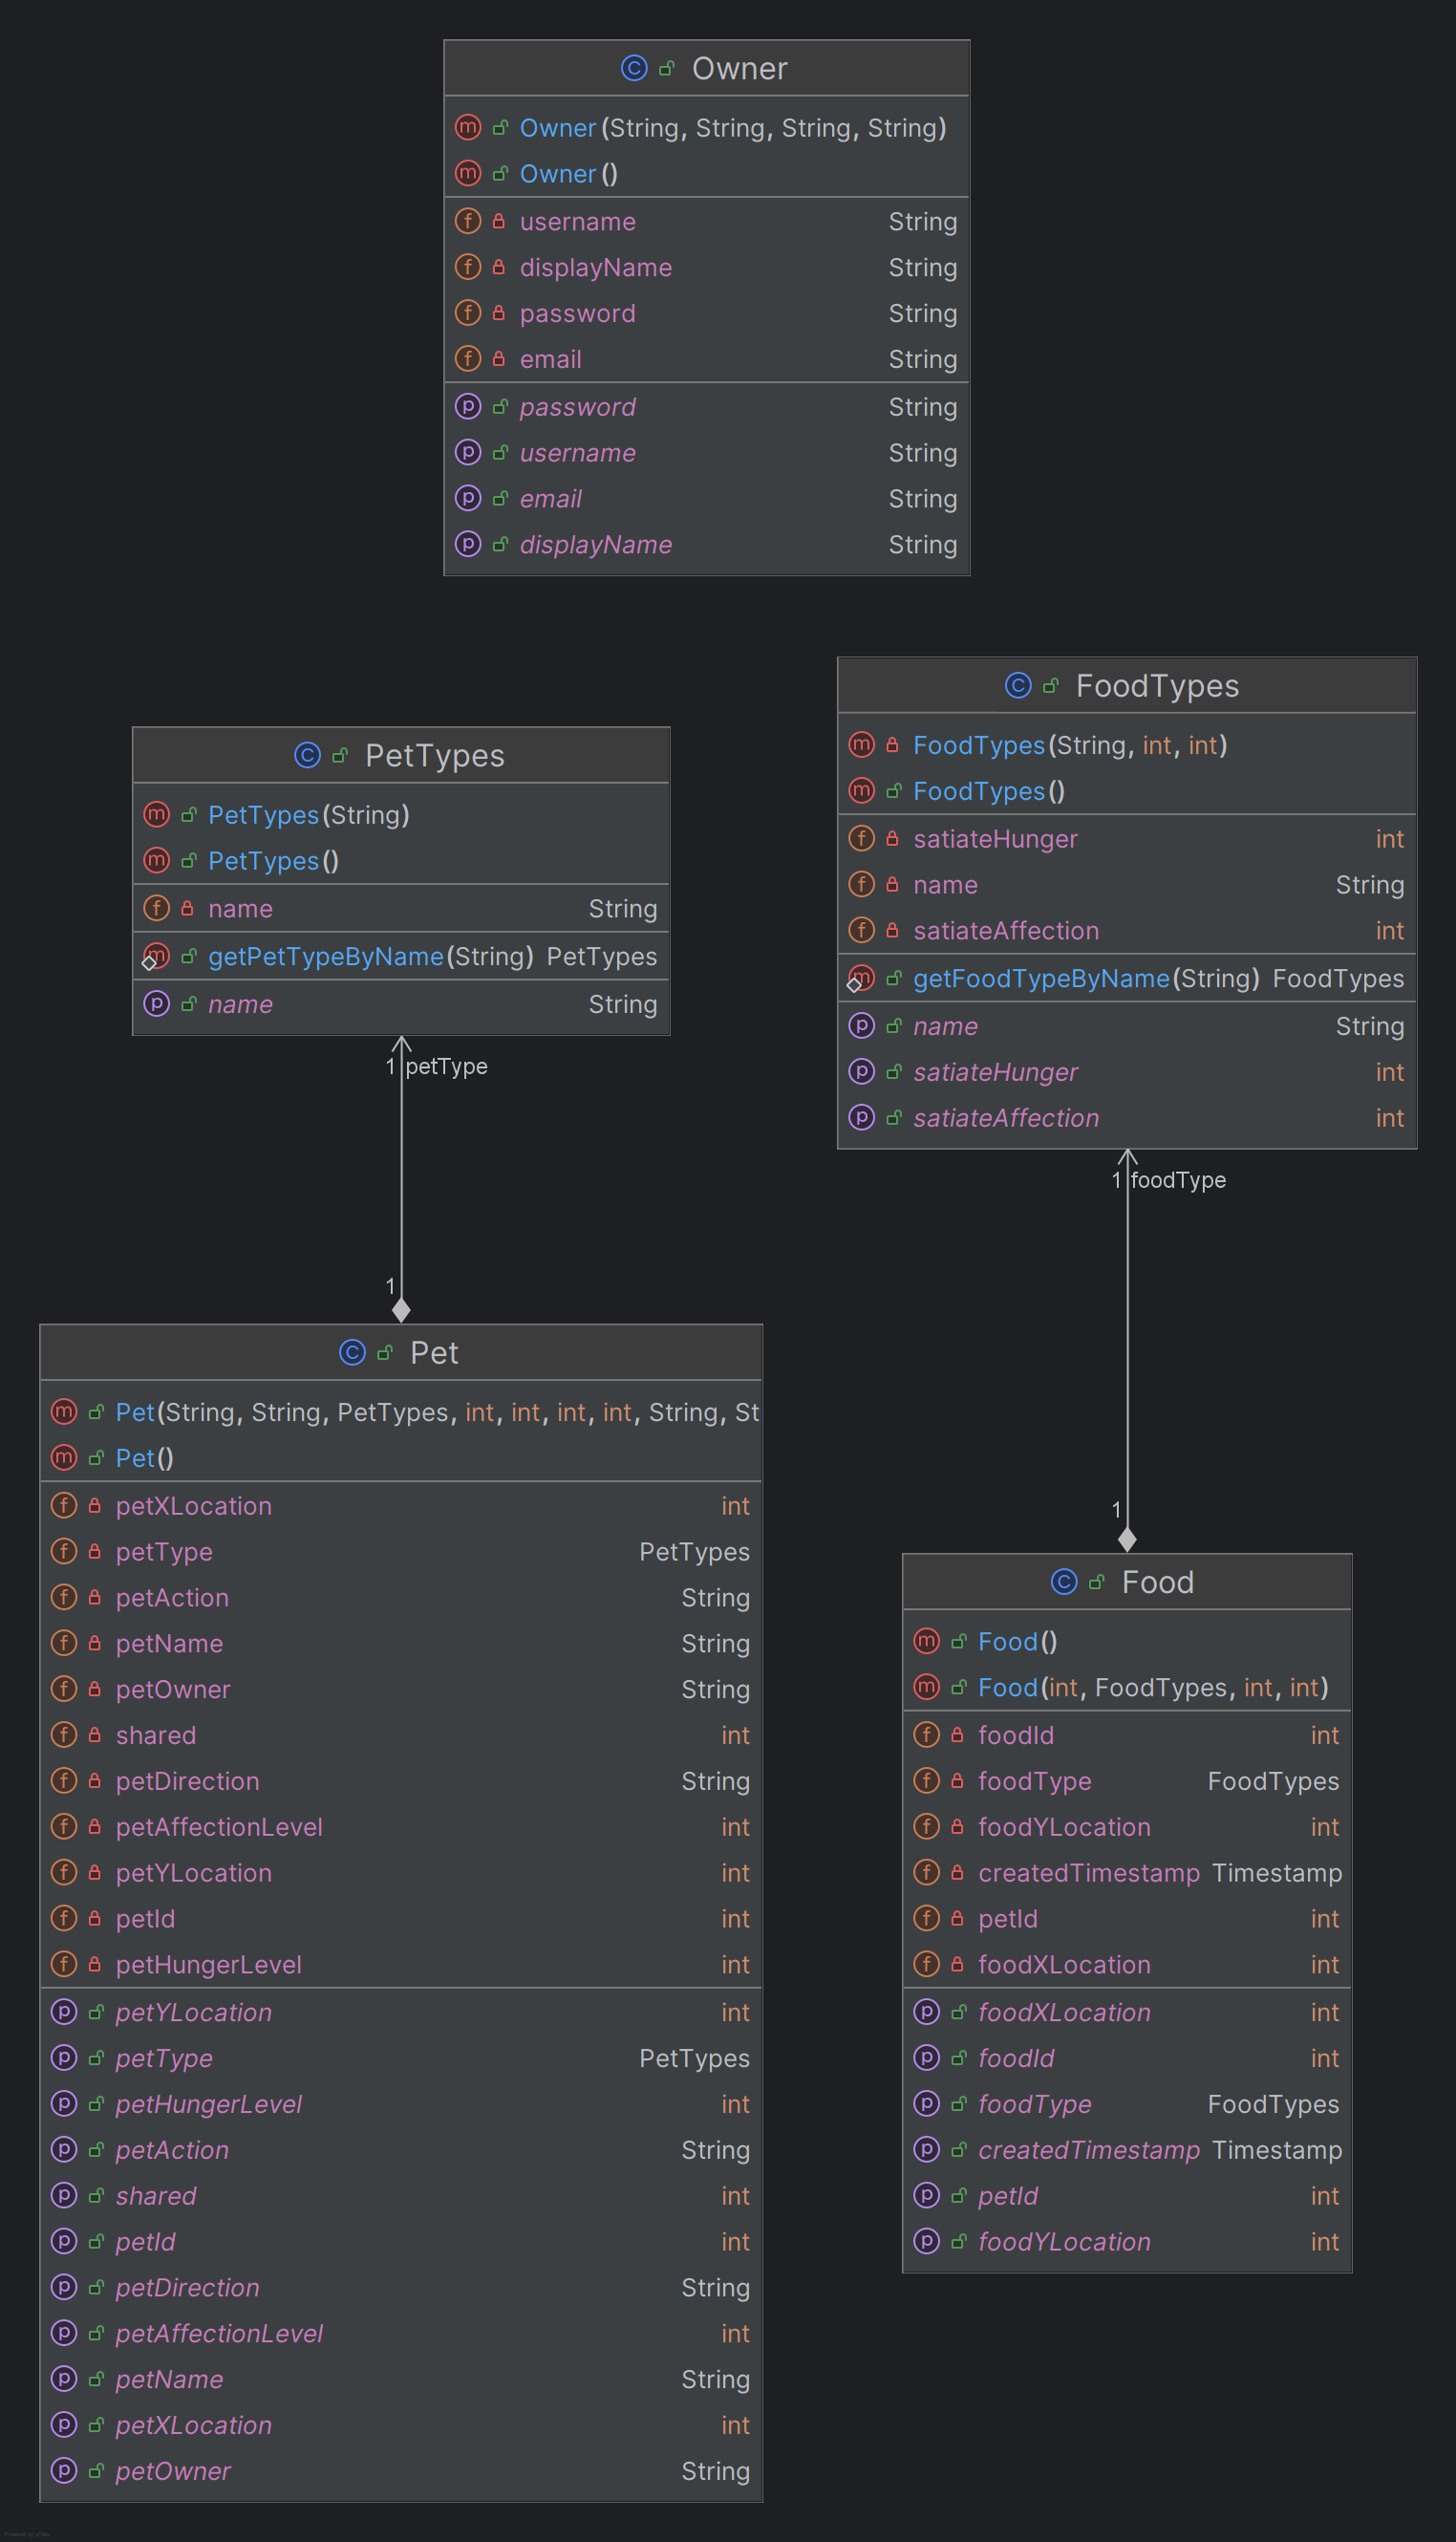 Owner
Owner(String, String, String, String)
Owner()
username String
displayName String
password String
email String
password String
username String
email String
displayName String
PetTypes
PetTypes(String)
PetTypes()
name String
getPetTypeByName(String) PetTypes
name String
1 petType
1
FoodTypes
FoodTypes(String, int, int)
FoodTypes()
satiateHunger int
name String
satiateAffection int
getFoodTypeByName(String) FoodTypes
name String
satiateHunger int
satiateAffection int
1 foodType
1
Pet
Pet(String, String, PetTypes, int, int, int, int, String, St
Pet()
petXLocation int
petType PetTypes
petAction String
petName String
petOwner String
shared int
petDirection String
petAffectionLevel int
petYLocation int
petId int
petHungerLevel int
petYLocation int
petType PetTypes
petHungerLevel int
petAction String
shared int
petId int
petDirection String
petAffectionLevel int
petName String
petXLocation int
petOwner String
Food
Food()
Food(int, FoodTypes, int, int)
foodId int
foodType FoodTypes
foodYLocation int
createdTimestamp Timestamp
petId int
foodXLocation int
foodXLocation int
foodId int
foodType FoodTypes
createdTimestamp Timestamp
petId int
foodYLocation int